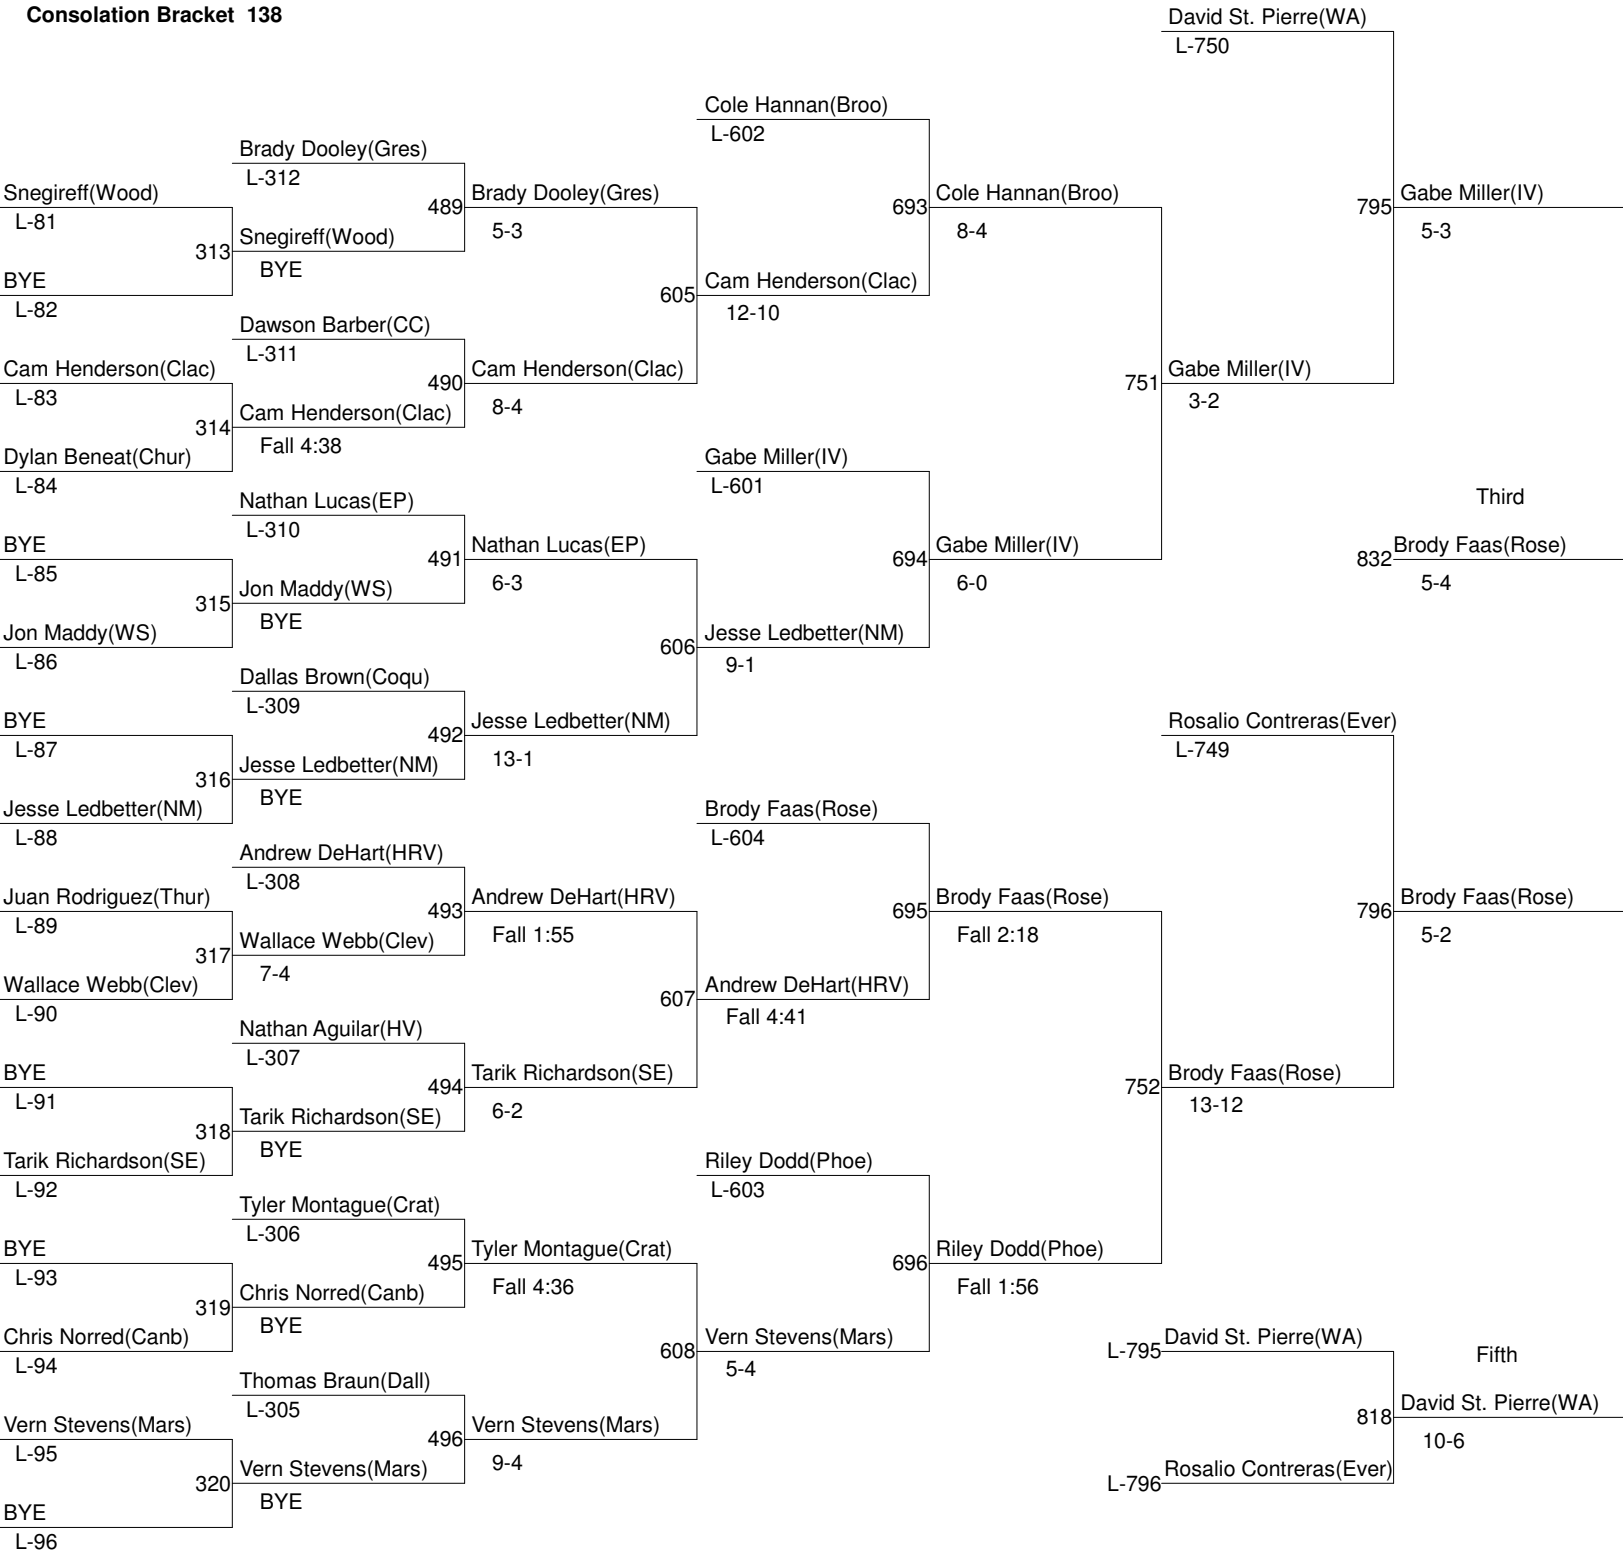 Consolation Bracket 138
David St. Pierre(WA)
L-750
Cole Hannan(Broo)
L-602
Brady Dooley(Gres)
L-312
Snegireff(Wood)
489
Brady Dooley(Gres)
693
Cole Hannan(Broo)
795
Gabe Miller(IV)
L-81
5-3
8-4
5-3
313
Snegireff(Wood)
BYE
BYE
605
Cam Henderson(Clac)
L-82
12-10
Dawson Barber(CC)
L-311
Cam Henderson(Clac)
490
Cam Henderson(Clac)
751
Gabe Miller(IV)
L-83
8-4
3-2
314
Cam Henderson(Clac)
Fall 4:38
Dylan Beneat(Chur)
Gabe Miller(IV)
L-84
L-601
Nathan Lucas(EP)
Third
L-310
BYE
491
Nathan Lucas(EP)
694
Gabe Miller(IV)
832
Brody Faas(Rose)
L-85
6-3
6-0
5-4
315
Jon Maddy(WS)
BYE
Jon Maddy(WS)
606
Jesse Ledbetter(NM)
L-86
9-1
Dallas Brown(Coqu)
L-309
BYE
492
Jesse Ledbetter(NM)
Rosalio Contreras(Ever)
L-87
13-1
L-749
316
Jesse Ledbetter(NM)
BYE
Jesse Ledbetter(NM)
Brody Faas(Rose)
L-88
L-604
Andrew DeHart(HRV)
L-308
Juan Rodriguez(Thur)
493
Andrew DeHart(HRV)
695
Brody Faas(Rose)
796
Brody Faas(Rose)
L-89
Fall 1:55
Fall 2:18
5-2
317
Wallace Webb(Clev)
7-4
Wallace Webb(Clev)
607
Andrew DeHart(HRV)
L-90
Fall 4:41
Nathan Aguilar(HV)
L-307
BYE
494
Tarik Richardson(SE)
752
Brody Faas(Rose)
L-91
6-2
13-12
318
Tarik Richardson(SE)
BYE
Tarik Richardson(SE)
Riley Dodd(Phoe)
L-92
L-603
Tyler Montague(Crat)
L-306
BYE
495
Tyler Montague(Crat)
696
Riley Dodd(Phoe)
L-93
Fall 4:36
Fall 1:56
319
Chris Norred(Canb)
BYE
Chris Norred(Canb)
608
Vern Stevens(Mars)
L-795
David St. Pierre(WA)
L-94
5-4
Fifth
Thomas Braun(Dall)
L-305
Vern Stevens(Mars)
496
Vern Stevens(Mars)
818
David St. Pierre(WA)
L-95
9-4
10-6
320
Vern Stevens(Mars)
L-796
Rosalio Contreras(Ever)
BYE
BYE
L-96